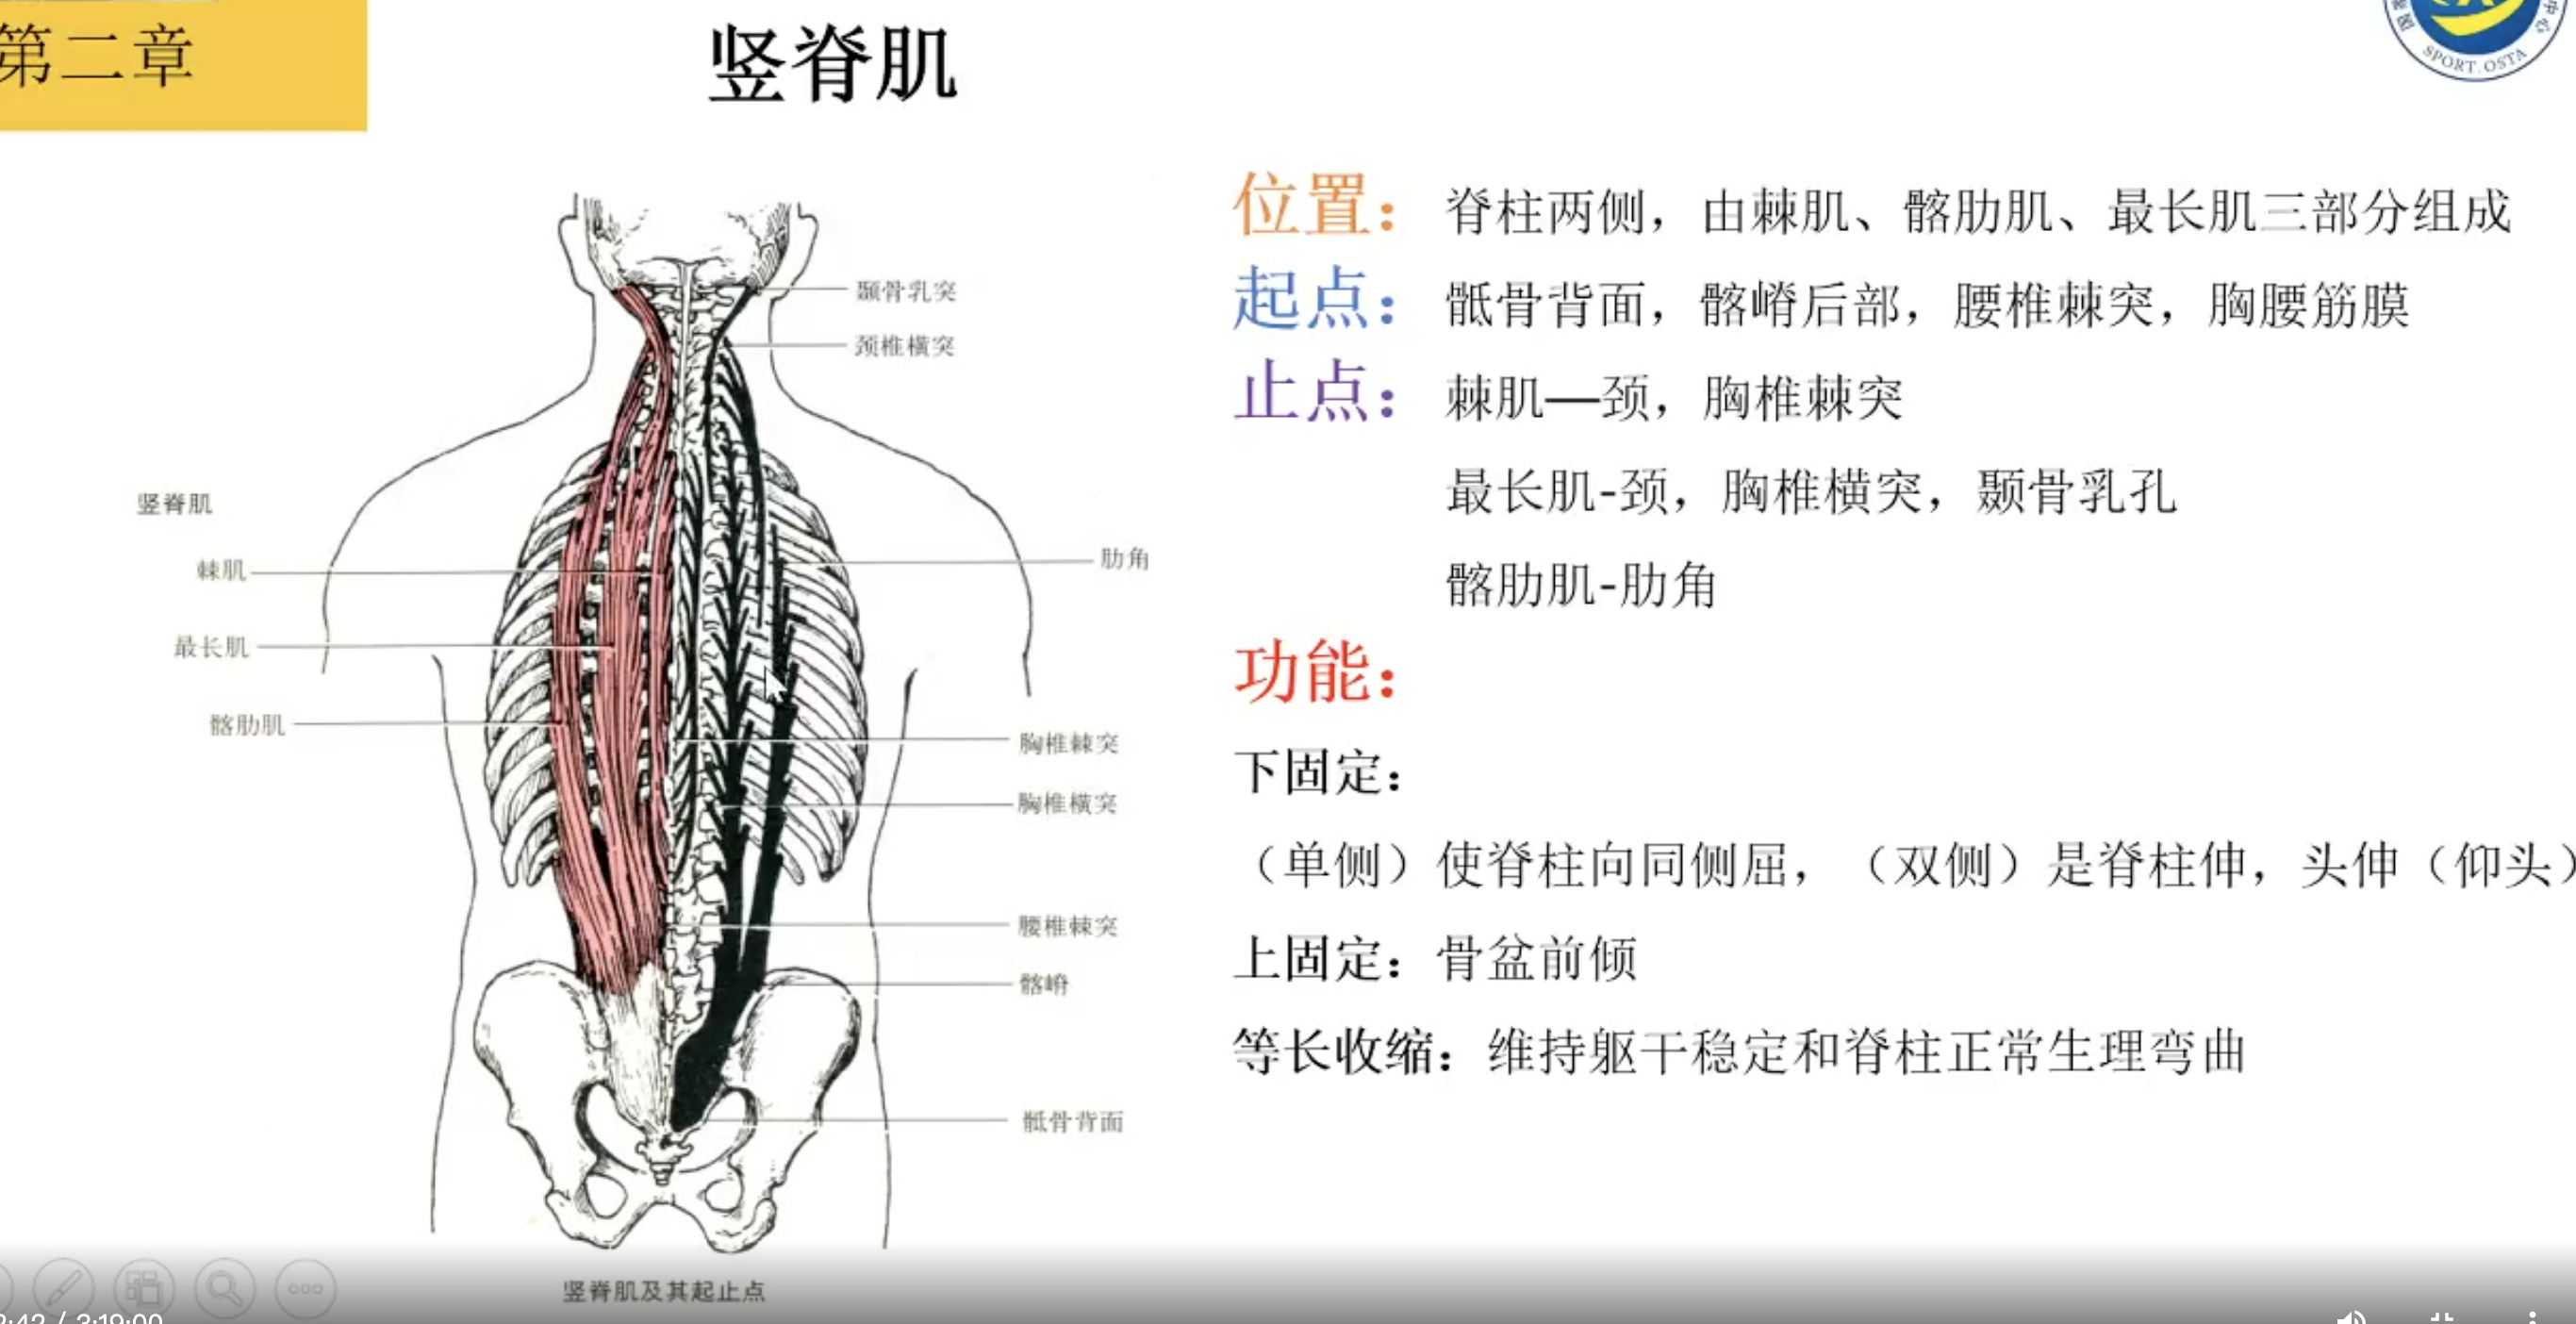 第二章
竖脊肌
SPORT.OSTA
位置：脊柱两侧，由棘肌、髂肋肌、最长肌三部分组成
起点：骶骨背面，髂嵴后部，腰椎棘突，胸腰筋膜
止点：棘肌—颈，胸椎棘突
最长肌-颈，胸椎横突，颞骨乳孔
髂肋肌-肋角
功能：
下固定：
（单侧）使脊柱向同侧屈，（双侧）是脊柱伸，头伸（仰头）
上固定：骨盆前倾
等长收缩：维持躯干稳定和脊柱正常生理弯曲
颞骨乳突
颈椎横突
竖脊肌
棘肌
肋角
最长肌
髂肋肌
胸椎棘突
胸椎横突
腰椎棘突
髂嵴
骶骨背面
竖脊肌及其起止点
2:42 / 3:19:00